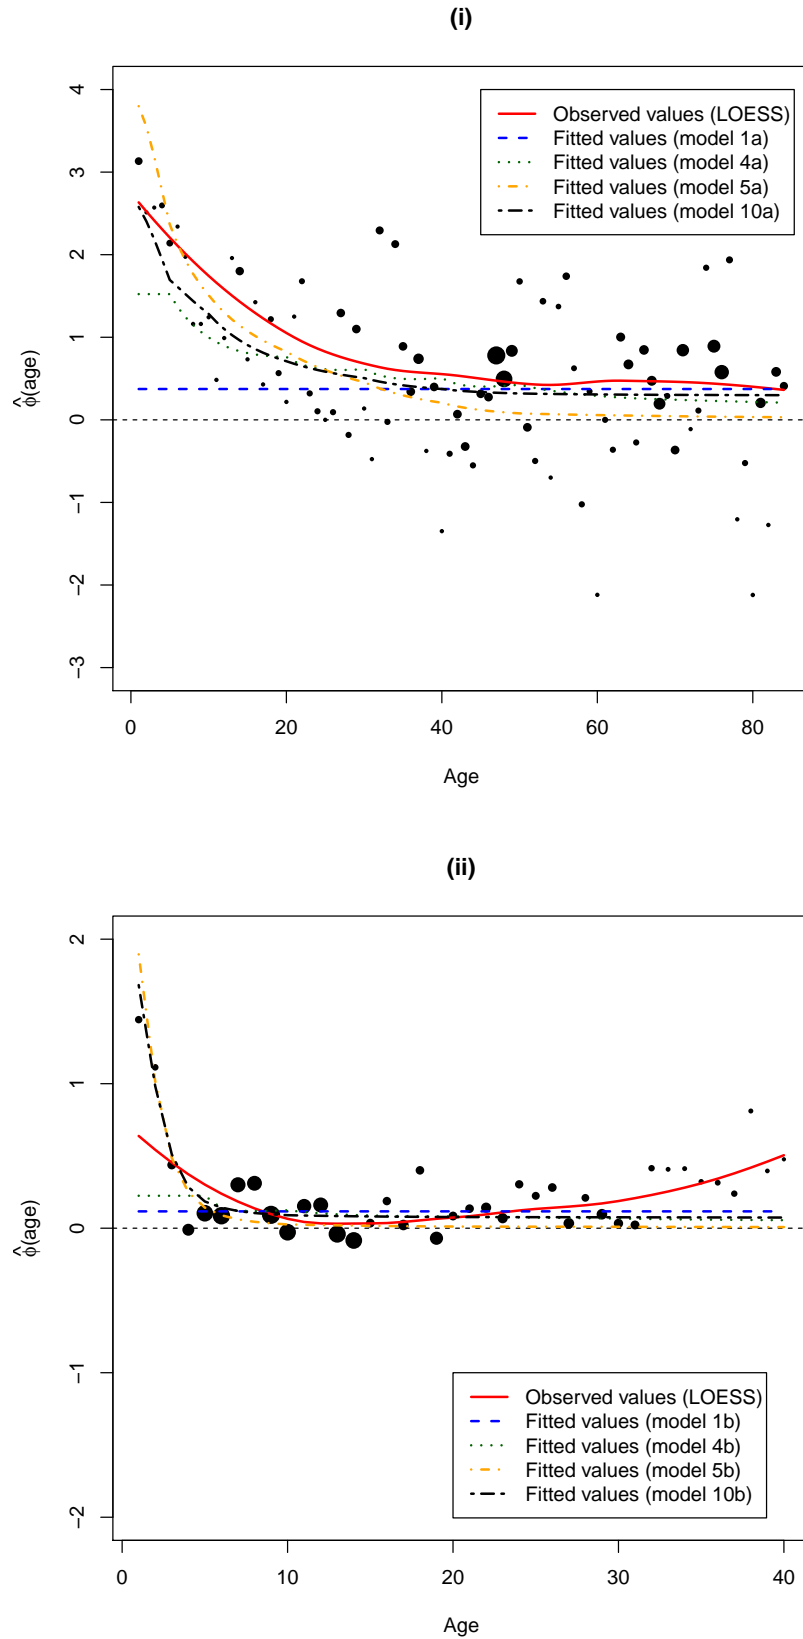 (i)
4
3
2
1
0
−1
−2
−3
ϕ̂(age)
Observed values (LOESS)
Fitted values (model 1a)
Fitted values (model 4a)
Fitted values (model 5a)
Fitted values (model 10a)
0 20 40 60 80
Age
(ii)
2
1
0
−1
−2
ϕ̂(age)
Observed values (LOESS)
Fitted values (model 1b)
Fitted values (model 4b)
Fitted values (model 5b)
Fitted values (model 10b)
0 10 20 30 40
Age